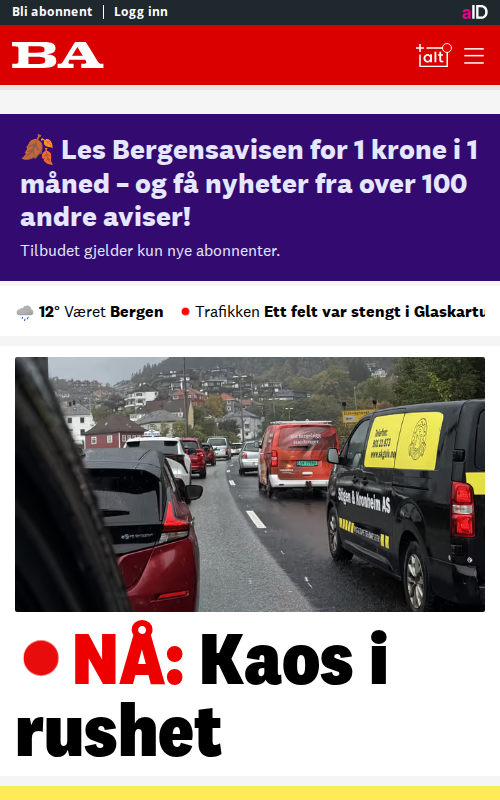 Bli abonnent | Logg inn
aID
BA
alt
Les Bergensavisen for 1 krone i 1
måned – og få nyheter fra over 100
andre aviser!
Tilbudet gjelder kun nye abonnenter.
12° Været Bergen
Trafikken Ett felt var stengt i Glaskartu
Stigen & Kronheim AS
NÅ: Kaos i
rushet